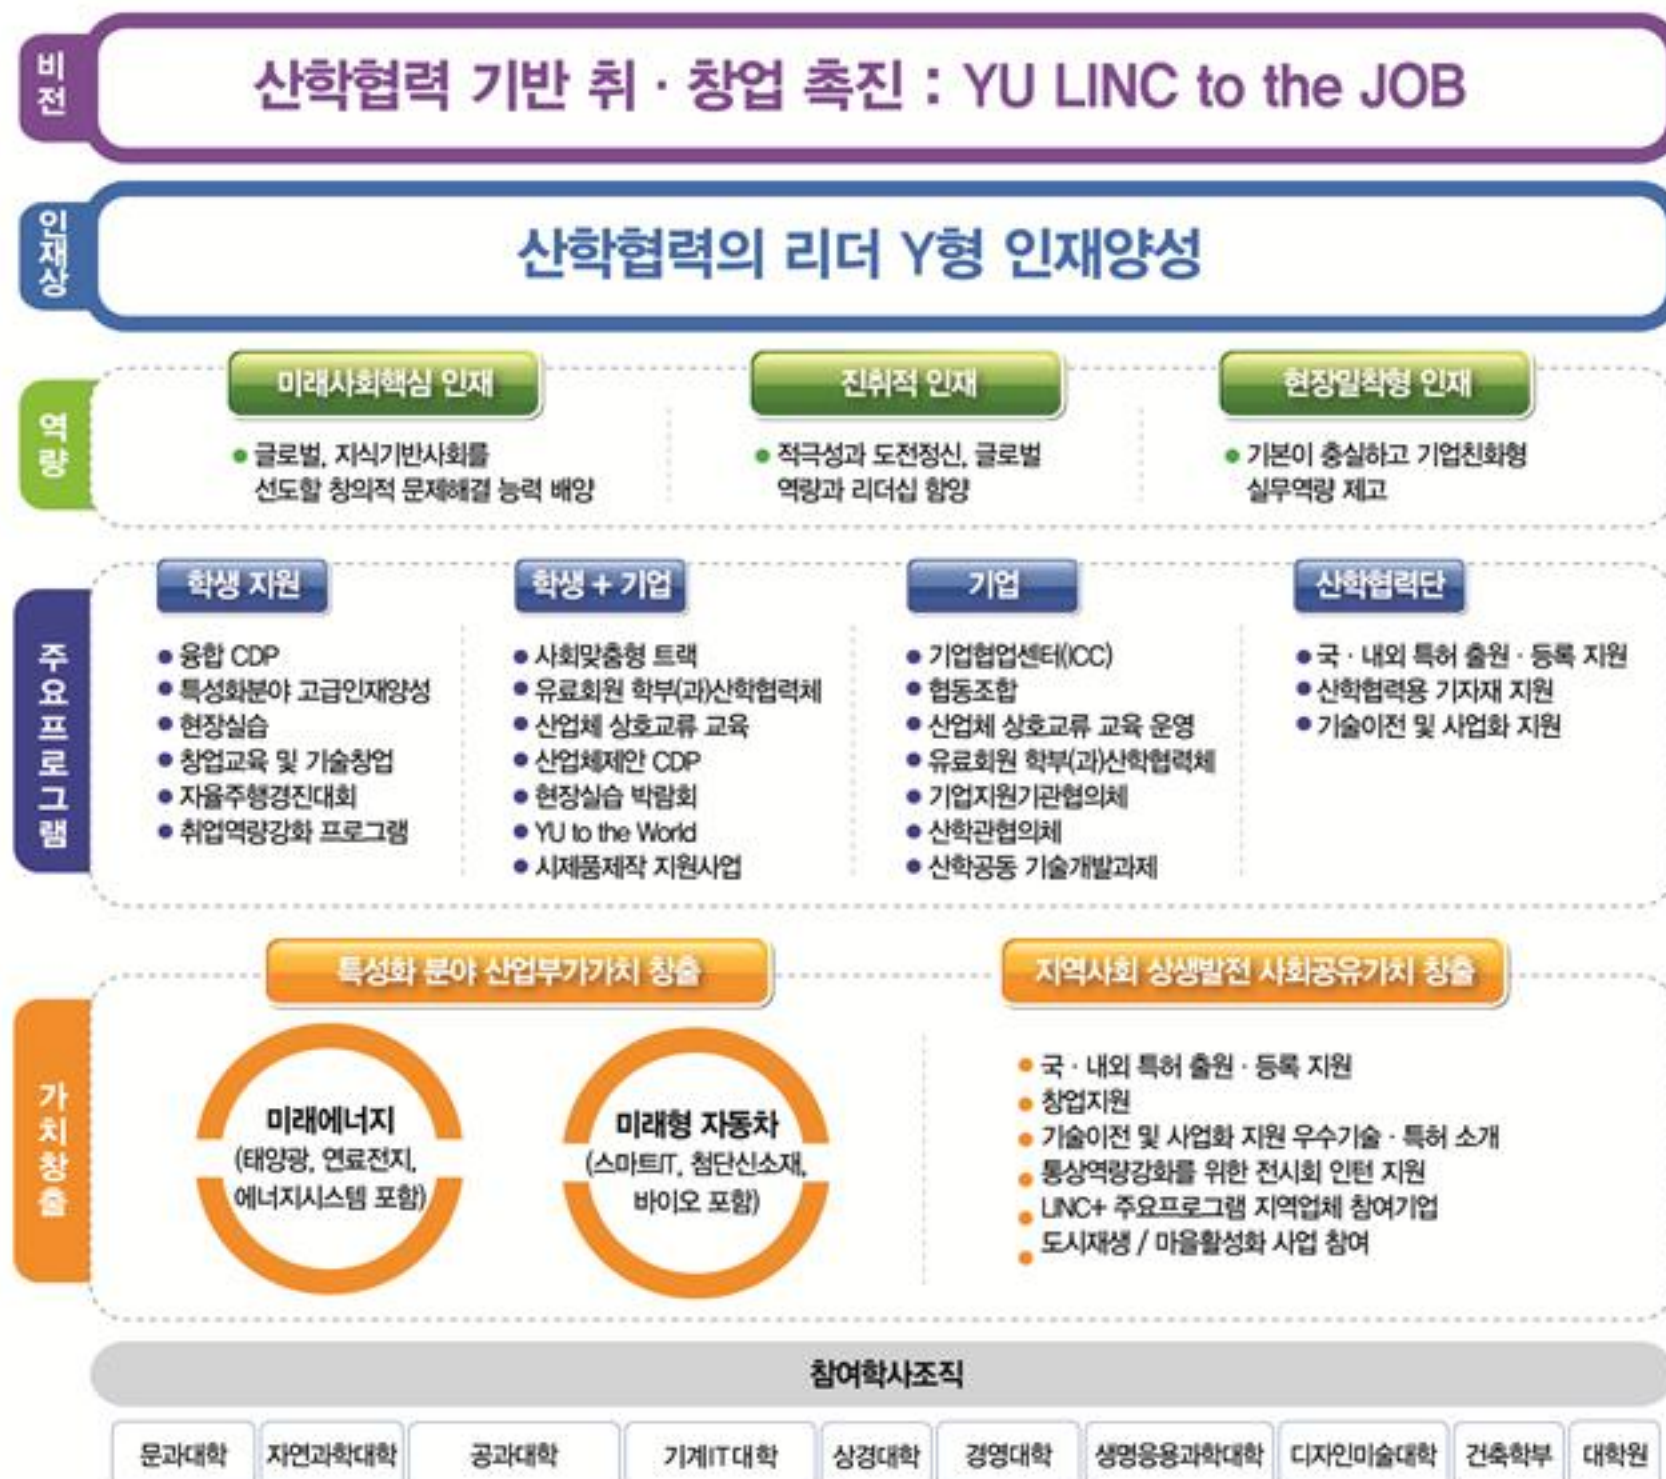 비전
산학협력 기반 취 · 창업 촉진 : YU LINC to the JOB
인재상
산학협력의 리더 Y형 인재양성
역량
미래사회핵심 인재
● 글로벌, 지식기반사회를
선도할 창의적 문제해결 능력 배양
진취적 인재
● 적극성과 도전정신, 글로벌
역량과 리더십 함양
현장밀착형 인재
● 기본이 충실하고 기업친화형
실무역량 제고
주요프로그램
학생 지원
● 융합 CDP
● 특성화분야 고급인재양성
● 현장실습
● 창업교육 및 기술창업
● 자율주행경진대회
● 취업역량강화 프로그램
학생 + 기업
● 사회맞춤형 트랙
● 유료회원 학부(과)산학협력체
● 산업체 상호교류 교육
● 산업체제안 CDP
● 현장실습 박람회
● YU to the World
● 시제품제작 지원사업
기업
● 기업협업센터(ICC)
● 협동조합
● 산업체 상호교류 교육 운영
● 유료회원 학부(과)산학협력체
● 기업지원기관협의체
● 산학관협의체
● 산학공동 기술개발과제
산학협력단
● 국 · 내외 특허 출원 · 등록 지원
● 산학협력용 기자재 지원
● 기술이전 및 사업화 지원
가치창출
특성화 분야 산업부가가치 창출
미래에너지
(태양광, 연료전지,
에너지시스템 포함)
미래형 자동차
(스마트IT, 첨단신소재,
바이오 포함)
지역사회 상생발전 사회공유가치 창출
● 국 · 내외 특허 출원 · 등록 지원
● 창업지원
● 기술이전 및 사업화 지원 우수기술 · 특허 소개
● 통상역량강화를 위한 전시회 인턴 지원
● LINC+ 주요프로그램 지역업체 참여기업
● 도시재생 / 마을활성화 사업 참여
참여학사조직
문과대학
자연과학대학
공과대학
기계IT대학
상경대학
경영대학
생명응용과학대학
디자인미술대학
건축학부
대학원